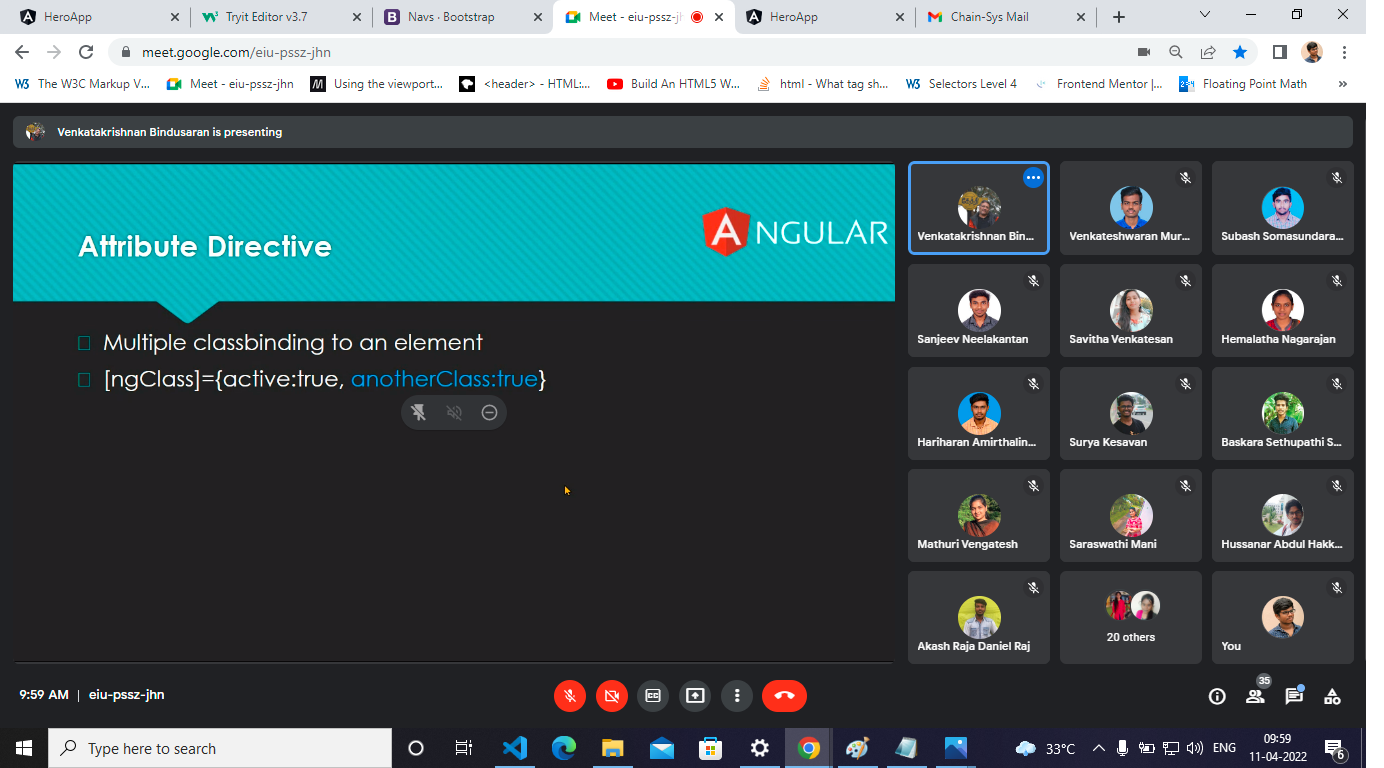 HeroApp
Tryit Editor v3.7
Navs · Bootstrap
Meet - eiu-pssz-jh
HeroApp
Chain-Sys Mail
meet.google.com/eiu-pssz-jhn
The W3C Markup V...
Meet - eiu-pssz-jhn
Using the viewport...
<header> - HTML:...
Build An HTML5 W...
html - What tag sh...
Selectors Level 4
Frontend Mentor |...
Floating Point Math
»
Venkatakrishnan Bindusaran is presenting
Attribute Directive
ANGULAR
Multiple classbinding to an element
[ngClass]={active:true, anotherClass:true}
Venkatakrishnan Bin...
Venkateshwaran Mur...
Subash Somasundara...
Sanjeev Neelakantan
Savitha Venkatesan
Hemalatha Nagarajan
Hariharan Amirthalin...
Surya Kesavan
Baskara Sethupathi S...
Mathuri Vengatesh
Saraswathi Mani
Hussanar Abdul Hakk...
Akash Raja Daniel Raj
20 others
You
9:59 AM | eiu-pssz-jhn
35
Type here to search
33°C
ENG
09:59
11-04-2022
6